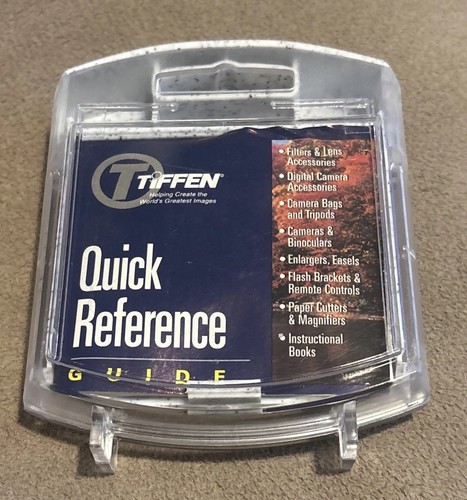 TIFFEN®
Helping Create the
World's Greatest Images
Quick
Reference
GUIDE
• Filters & Lens
Accessories
• Digital Camera
Accessories
• Camera Bags
and Tripods
• Cameras &
Binoculars
• Enlargers, Easels
• Flash Brackets &
Remote Controls
• Paper Cutters
& Magnifiers
• Instructional
Books